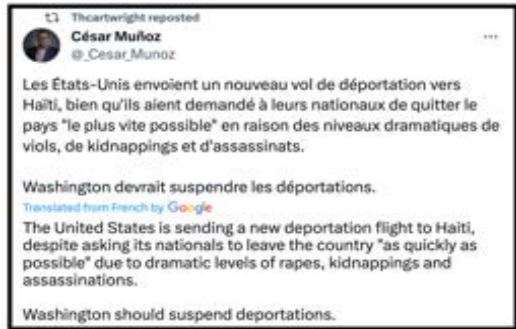 Thcartwright reposted
César Muñoz
@_Cesar_Munoz
Les États-Unis envoient un nouveau vol de déportation vers
Haïti, bien qu'ils aient demandé à leurs nationaux de quitter le
pays "le plus vite possible" en raison des niveaux dramatiques de
viols, de kidnappings et d'assassinats.
Washington devrait suspendre les déportations.
Translated from French by Google
The United States is sending a new deportation flight to Haiti,
despite asking its nationals to leave the country "as quickly as
possible" due to dramatic levels of rapes, kidnappings and
assassinations.
Washington should suspend deportations.